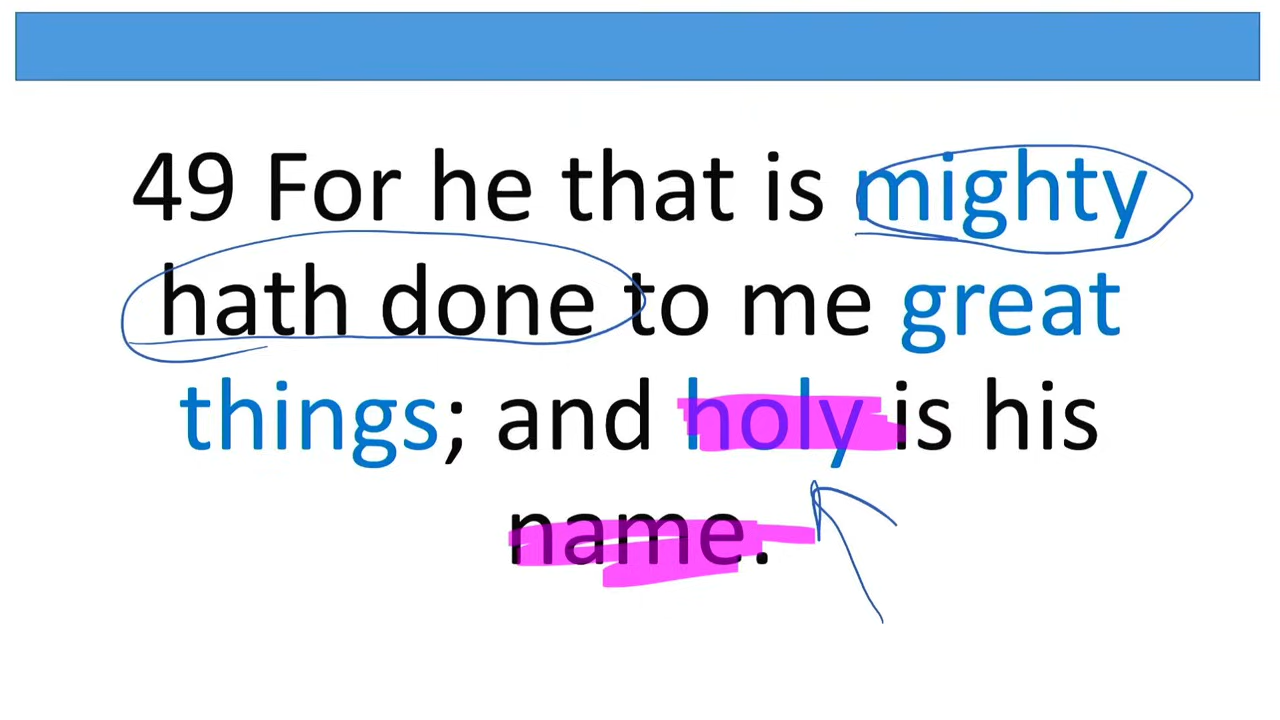 49 For he that is mighty
hath done to me great
things; and holy is his
name.